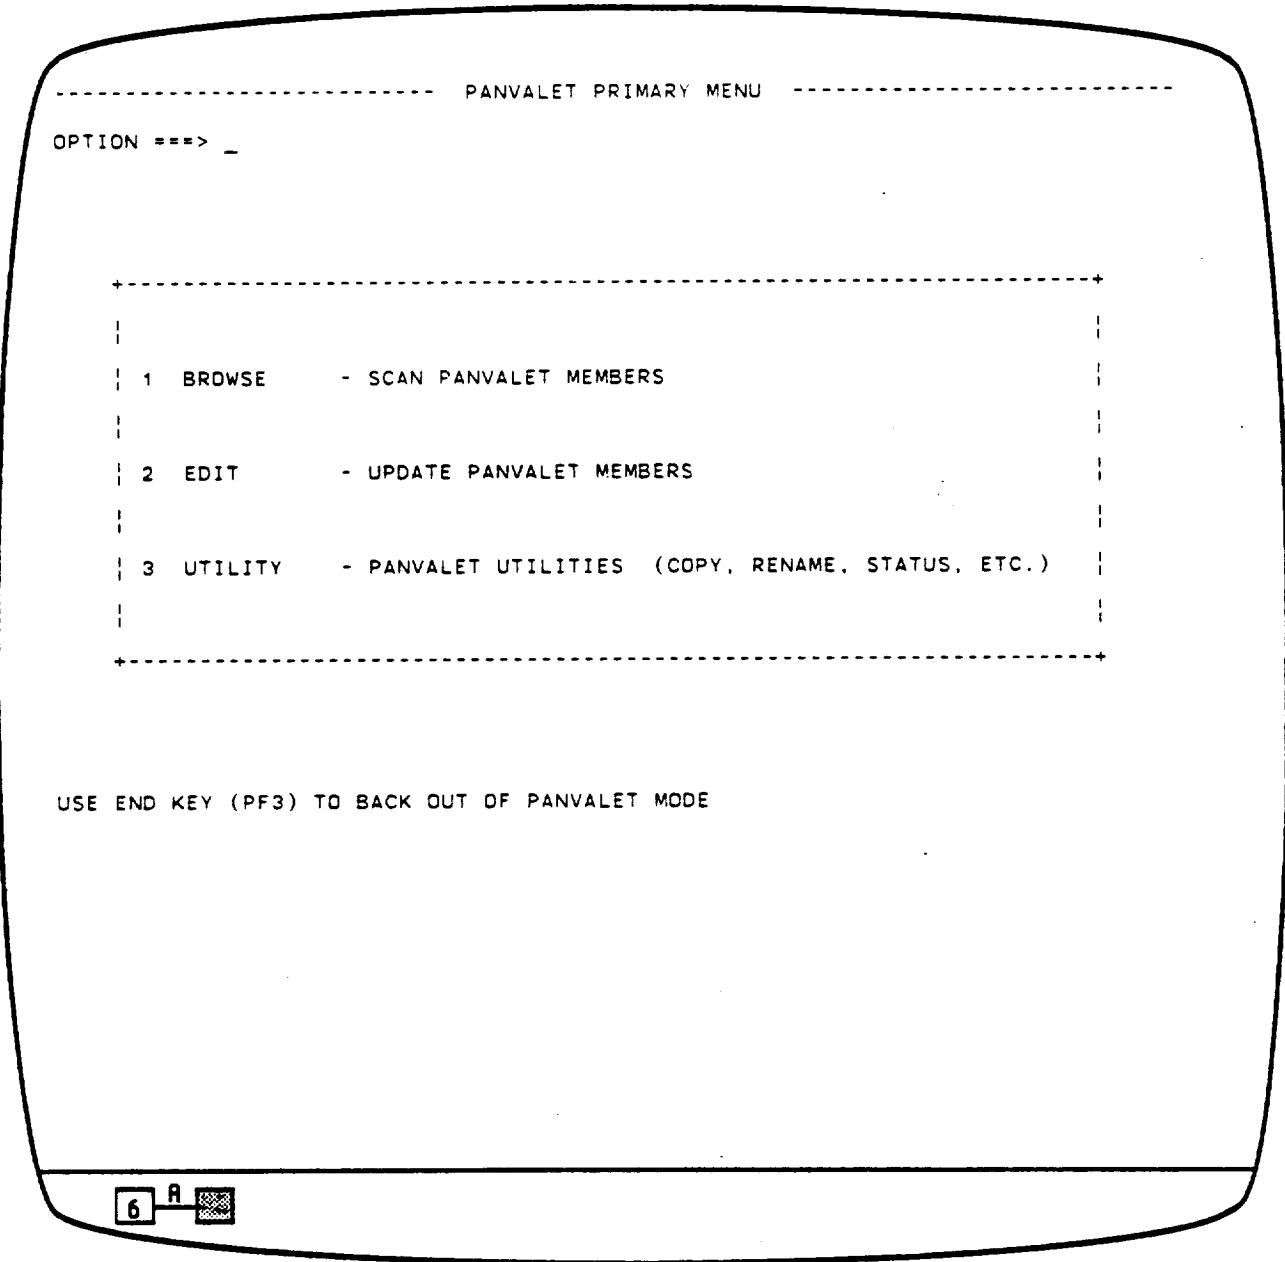 --------------------------- PANVALET PRIMARY MENU ---------------------------
OPTION ===> _
+--------------------------------------------------------------------+
1 BROWSE - SCAN PANVALET MEMBERS
2 EDIT - UPDATE PANVALET MEMBERS
3 UTILITY - PANVALET UTILITIES (COPY, RENAME, STATUS, ETC.)
+--------------------------------------------------------------------+
USE END KEY (PF3) TO BACK OUT OF PANVALET MODE
6 A